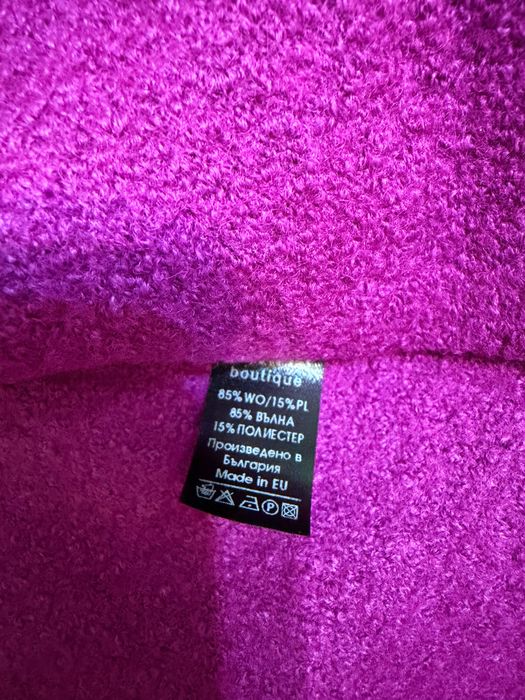 boutique
85% WO/15% PL
85% ВЪЛНА
15% ПОЛИЕСТЕР
Произведено в
България
Made in EU
P